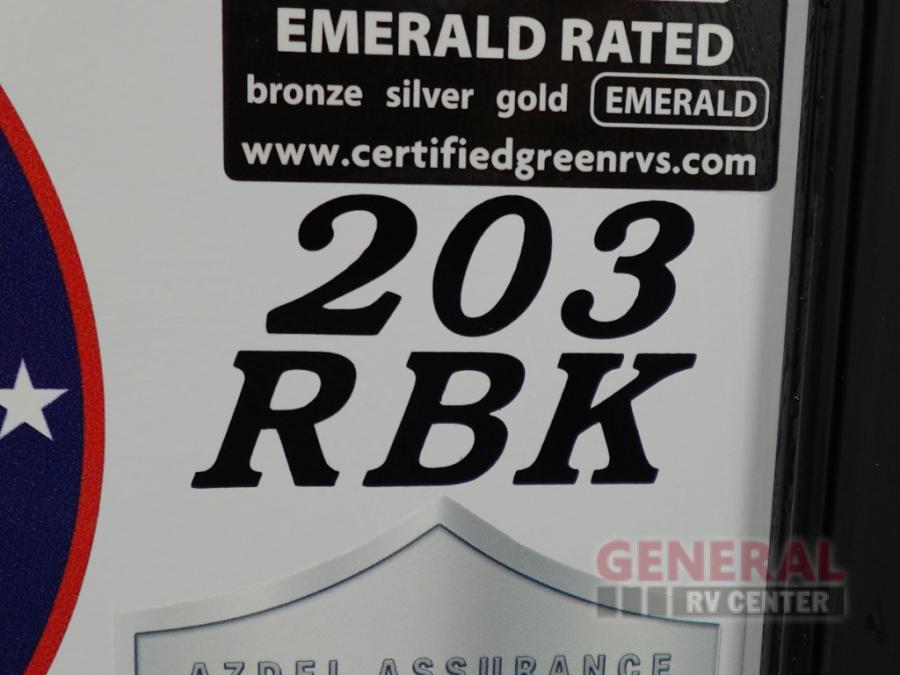 EMERALD RATED
bronze silver gold EMERALD
www.certifiedgreenrvs.com
203
RBK
AZDEL ASSURANCE
GENERAL
RV CENTER